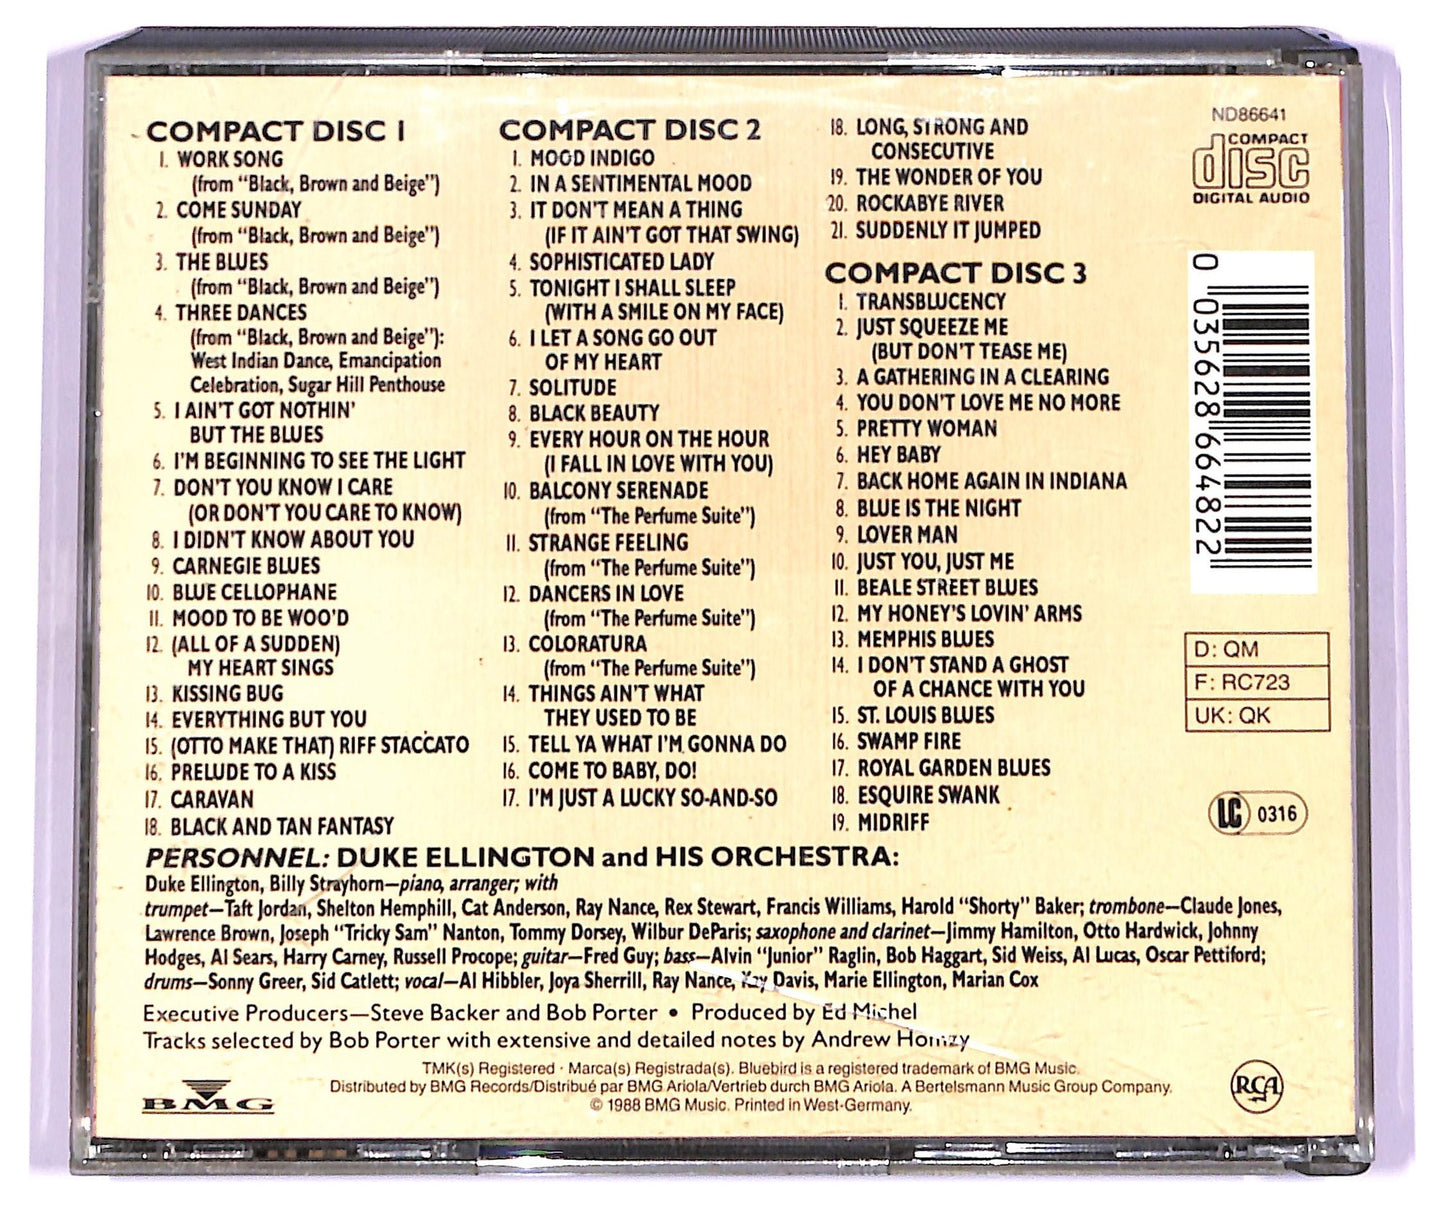 COMPACT DISC 1
1. WORK SONG
(from "Black, Brown and Beige")
2. COME SUNDAY
(from "Black, Brown and Beige")
3. THE BLUES
(from "Black, Brown and Beige")
4. THREE DANCES
(from "Black, Brown and Beige"):
West Indian Dance, Emancipation
Celebration, Sugar Hill Penthouse
5. I AIN'T GOT NOTHIN'
BUT THE BLUES
6. I'M BEGINNING TO SEE THE LIGHT
7. DON'T YOU KNOW I CARE
(OR DON'T YOU CARE TO KNOW)
8. I DIDN'T KNOW ABOUT YOU
9. CARNEGIE BLUES
10. BLUE CELLOPHANE
11. MOOD TO BE WOO'D
12. (ALL OF A SUDDEN)
MY HEART SINGS
13. KISSING BUG
14. EVERYTHING BUT YOU
15. (OTTO MAKE THAT) RIFF STACCATO
16. PRELUDE TO A KISS
17. CARAVAN
18. BLACK AND TAN FANTASY
COMPACT DISC 2
1. MOOD INDIGO
2. IN A SENTIMENTAL MOOD
3. IT DON'T MEAN A THING
(IF IT AIN'T GOT THAT SWING)
4. SOPHISTICATED LADY
5. TONIGHT I SHALL SLEEP
(WITH A SMILE ON MY FACE)
6. I LET A SONG GO OUT
OF MY HEART
7. SOLITUDE
8. BLACK BEAUTY
9. EVERY HOUR ON THE HOUR
(I FALL IN LOVE WITH YOU)
10. BALCONY SERENADE
(from "The Perfume Suite")
11. STRANGE FEELING
(from "The Perfume Suite")
12. DANCERS IN LOVE
(from "The Perfume Suite")
13. COLORATURA
(from "The Perfume Suite")
14. THINGS AIN'T WHAT
THEY USED TO BE
15. TELL YA WHAT I'M GONNA DO
16. COME TO BABY, DO!
17. I'M JUST A LUCKY SO-AND-SO
18. LONG, STRONG AND
CONSECUTIVE
19. THE WONDER OF YOU
20. ROCKABYE RIVER
21. SUDDENLY IT JUMPED
COMPACT DISC 3
1. TRANSBLUCENCY
2. JUST SQUEEZE ME
(BUT DON'T TEASE ME)
3. A GATHERING IN A CLEARING
4. YOU DON'T LOVE ME NO MORE
5. PRETTY WOMAN
6. HEY BABY
7. BACK HOME AGAIN IN INDIANA
8. BLUE IS THE NIGHT
9. LOVER MAN
10. JUST YOU, JUST ME
11. BEALE STREET BLUES
12. MY HONEY'S LOVIN' ARMS
13. MEMPHIS BLUES
14. I DON'T STAND A GHOST
OF A CHANCE WITH YOU
15. ST. LOUIS BLUES
16. SWAMP FIRE
17. ROYAL GARDEN BLUES
18. ESQUIRE SWANK
19. MIDRIFF
ND86641
COMPACT
disc
DIGITAL AUDIO
0 035628 664822
D: QM
F: RC723
UK: QK
LC 0316
PERSONNEL: DUKE ELLINGTON and HIS ORCHESTRA:
Duke Ellington, Billy Strayhorn—piano, arranger; with
trumpet—Taft Jordan, Shelton Hemphill, Cat Anderson, Ray Nance, Rex Stewart, Francis Williams, Harold "Shorty" Baker; trombone—Claude Jones,
Lawrence Brown, Joseph "Tricky Sam" Nanton, Tommy Dorsey, Wilbur DeParis; saxophone and clarinet—Jimmy Hamilton, Otto Hardwick, Johnny
Hodges, Al Sears, Harry Carney, Russell Procope; guitar—Fred Guy; bass—Alvin "Junior" Raglin, Bob Haggart, Sid Weiss, Al Lucas, Oscar Pettiford;
drums—Sonny Greer, Sid Catlett; vocal—Al Hibbler, Joya Sherrill, Ray Nance, Kay Davis, Marie Ellington, Marian Cox
Executive Producers—Steve Backer and Bob Porter • Produced by Ed Michel
Tracks selected by Bob Porter with extensive and detailed notes by Andrew Homzy
TMK(s) Registered · Marca(s) Registrada(s). Bluebird is a registered trademark of BMG Music.
Distributed by BMG Records/Distribué par BMG Ariola/Vertrieb durch BMG Ariola. A Bertelsmann Music Group Company.
© 1988 BMG Music. Printed in West-Germany.
BMG
RCA